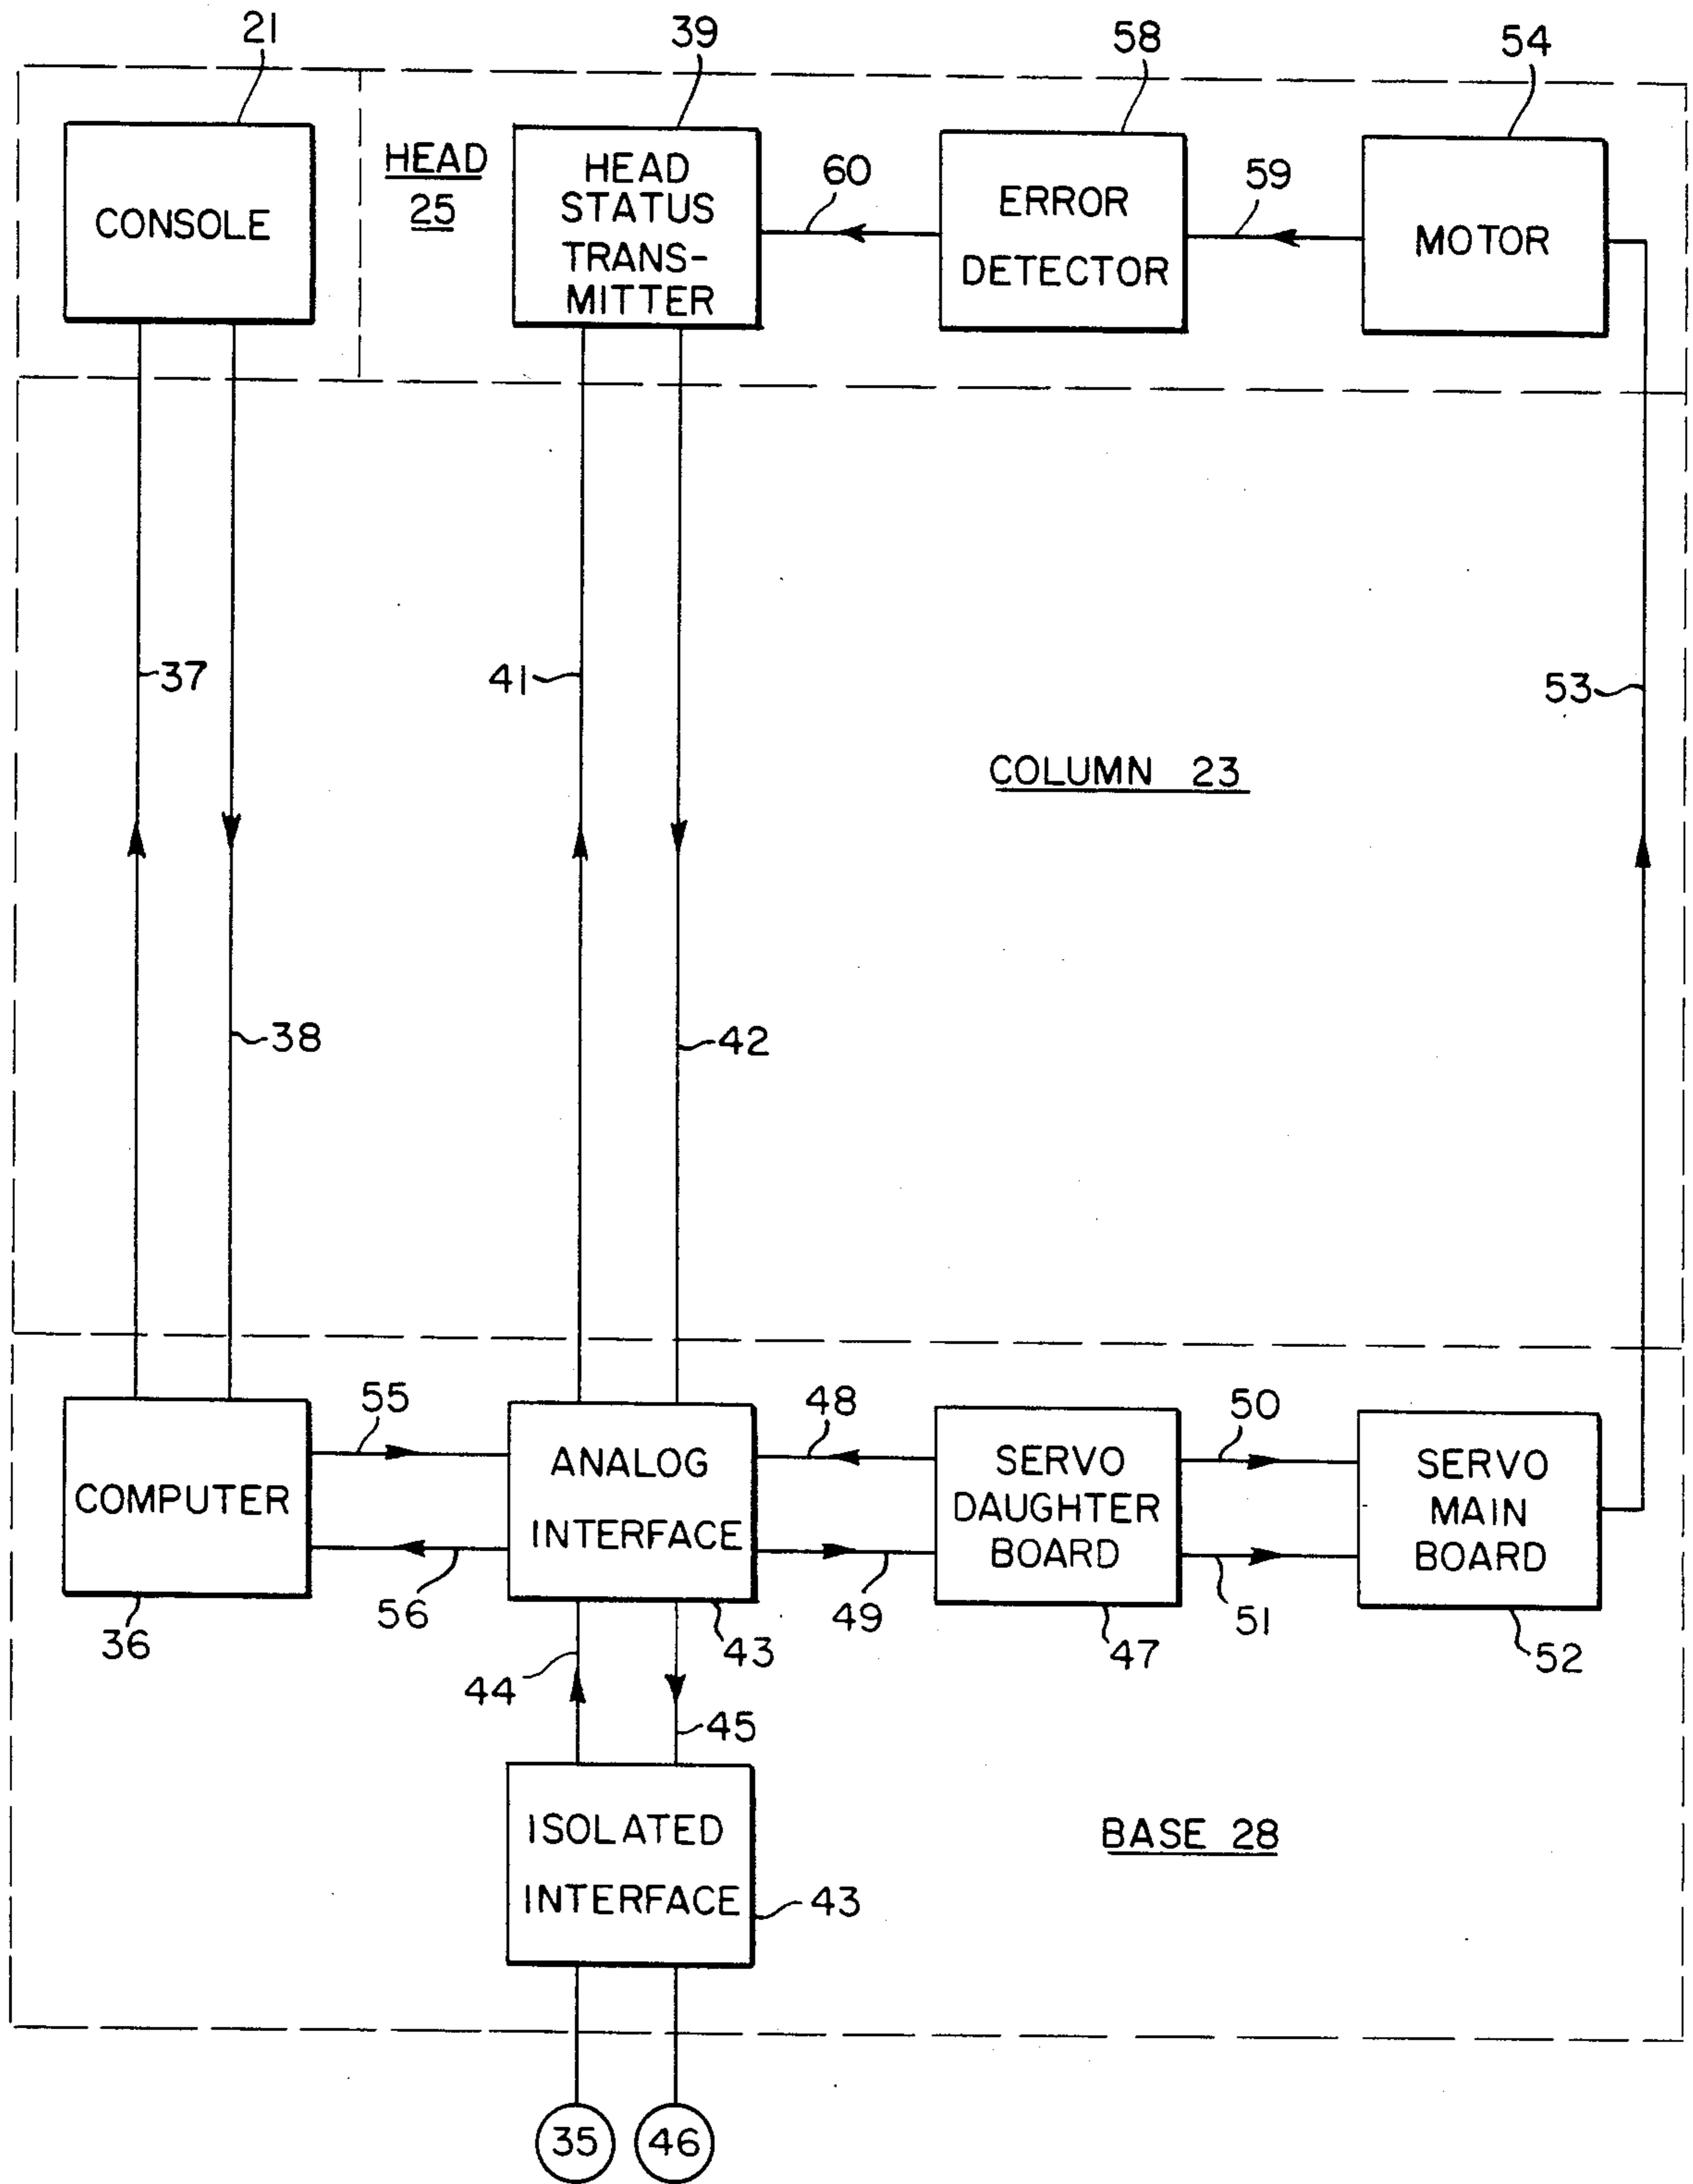 21
39
58
54
CONSOLE
HEAD
25
HEAD
STATUS
TRANS-
MITTER
60
ERROR
DETECTOR
59
MOTOR
37
41
53
COLUMN 23
38
42
COMPUTER
36
55
56
ANALOG
INTERFACE
43
48
49
SERVO
DAUGHTER
BOARD
47
50
51
SERVO
MAIN
BOARD
52
44
45
ISOLATED
INTERFACE
43
BASE 28
35
46